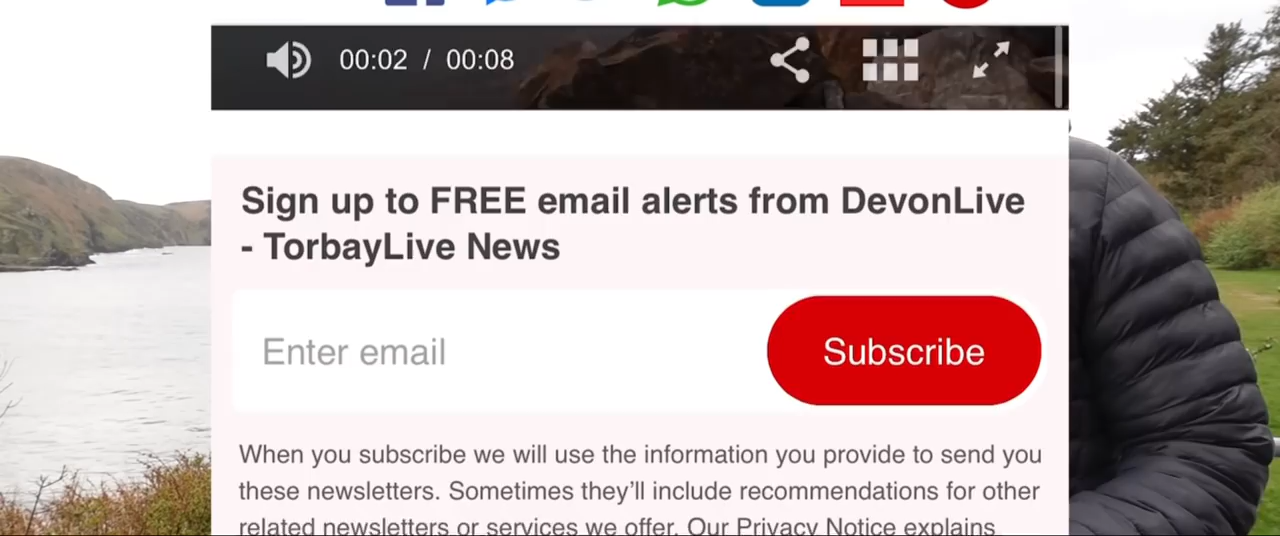 00:02 / 00:08
Sign up to FREE email alerts from DevonLive
- TorbayLive News
Enter email
Subscribe
When you subscribe we will use the information you provide to send you
these newsletters. Sometimes they’ll include recommendations for other
related newsletters or services we offer. Our Privacy Notice explains